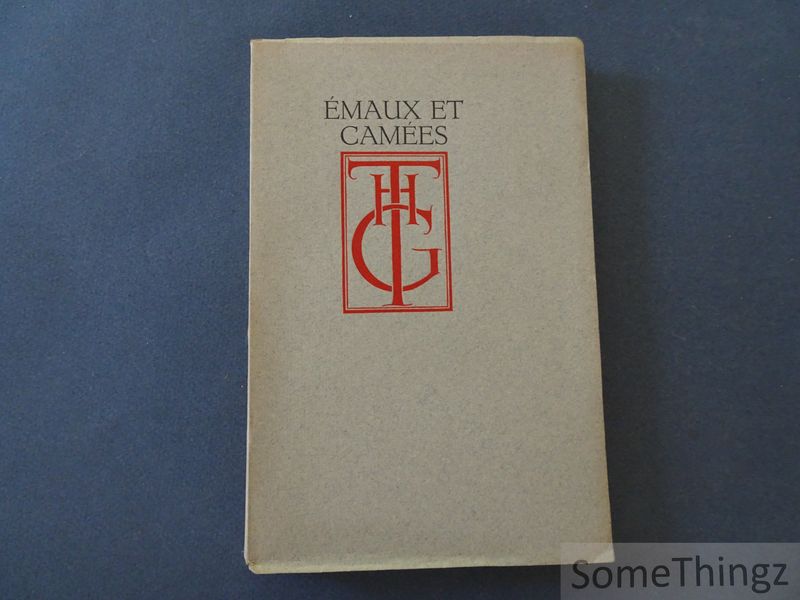 ÉMAUX ET
CAMÉES
THG
SomeThingz